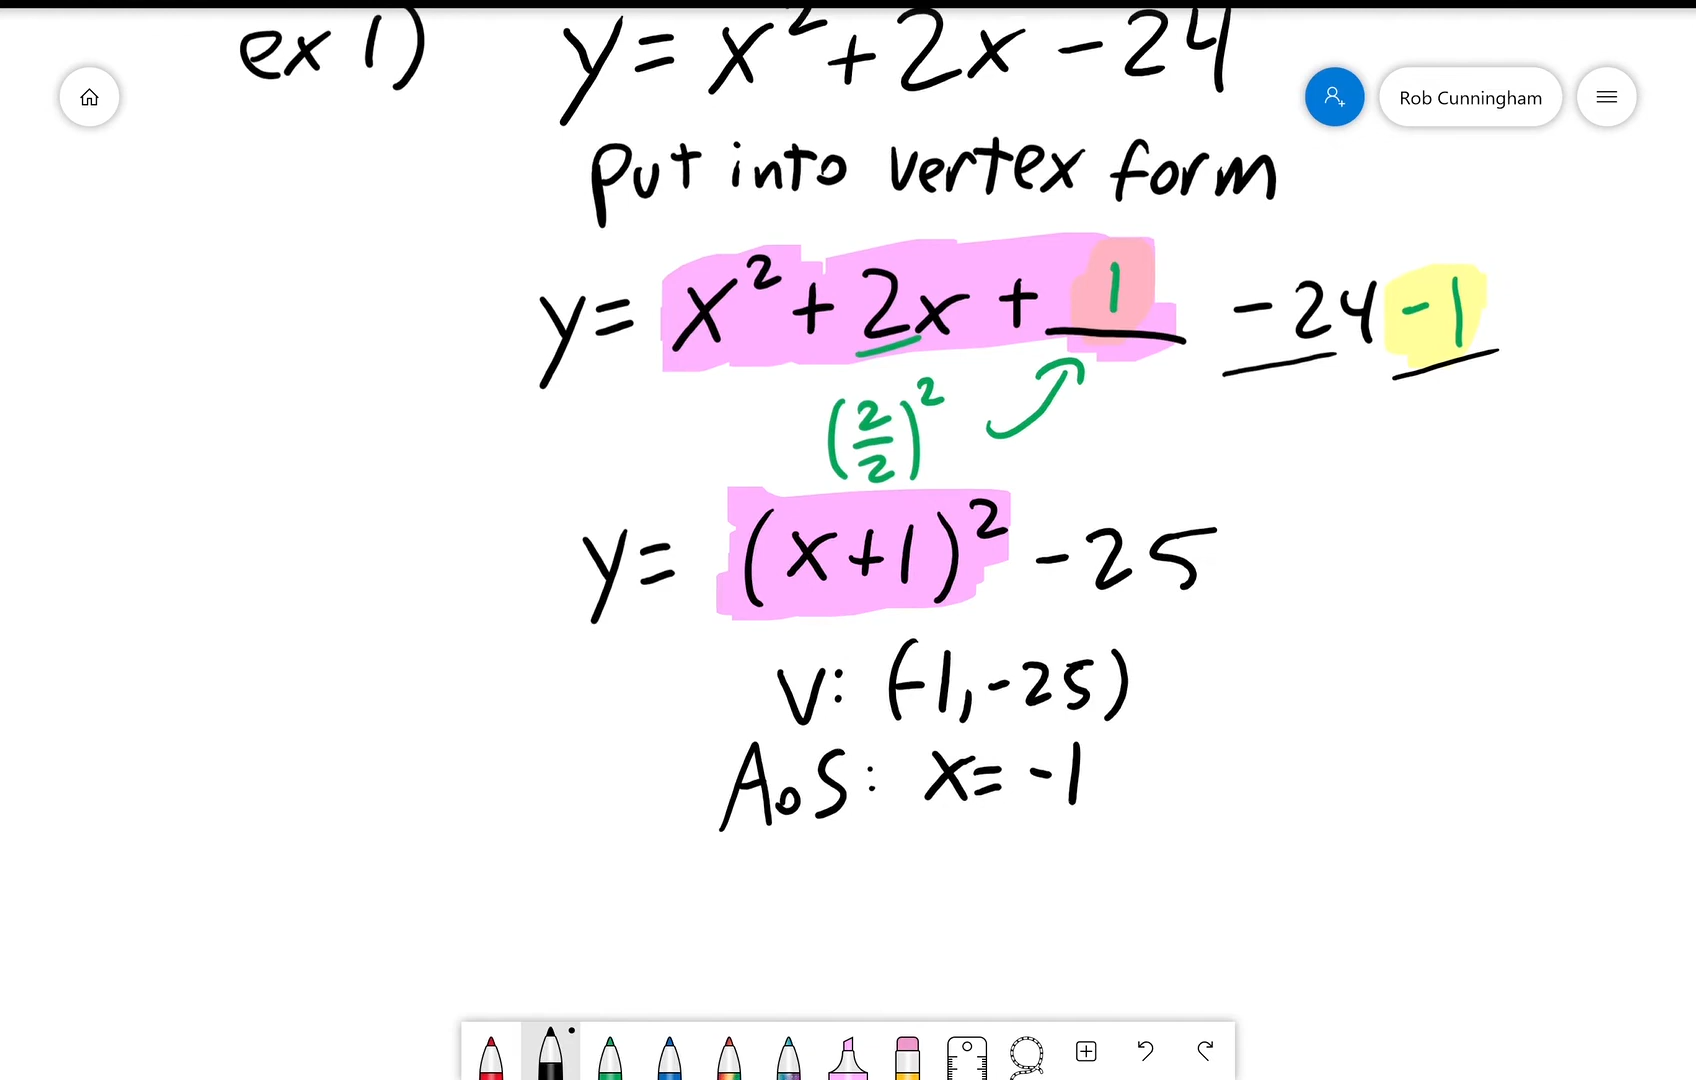 ex 1) y = x² + 2x - 24
Rob Cunningham
put into vertex form
y = x² + 2x + 1 - 24 - 1
(2/2)²
y = (x+1)² - 25
V: (-1, -25)
AoS: x = -1